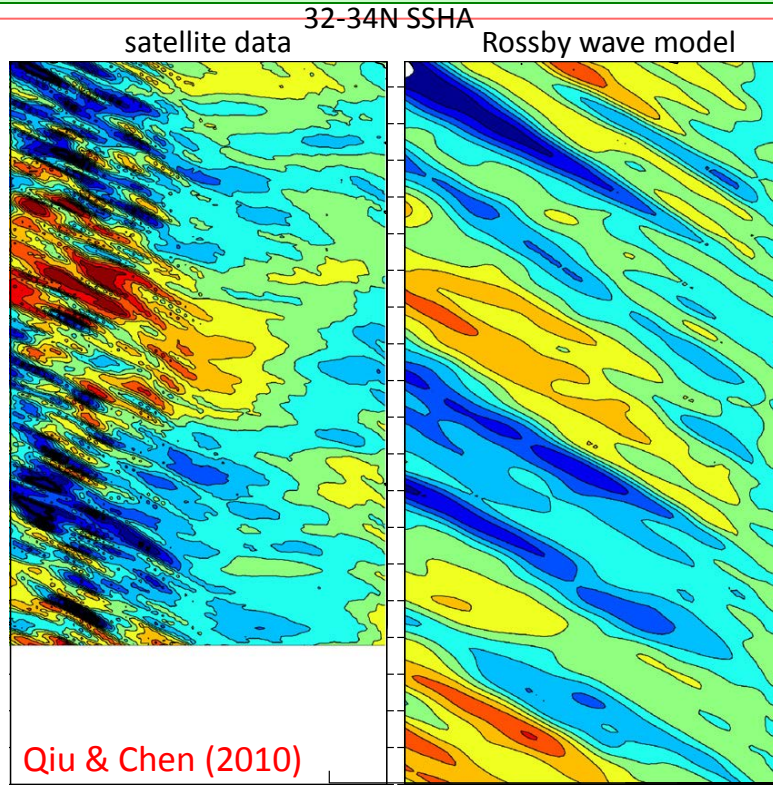 32-34N SSHA
satellite data
Rossby wave model
Qiu & Chen (2010)